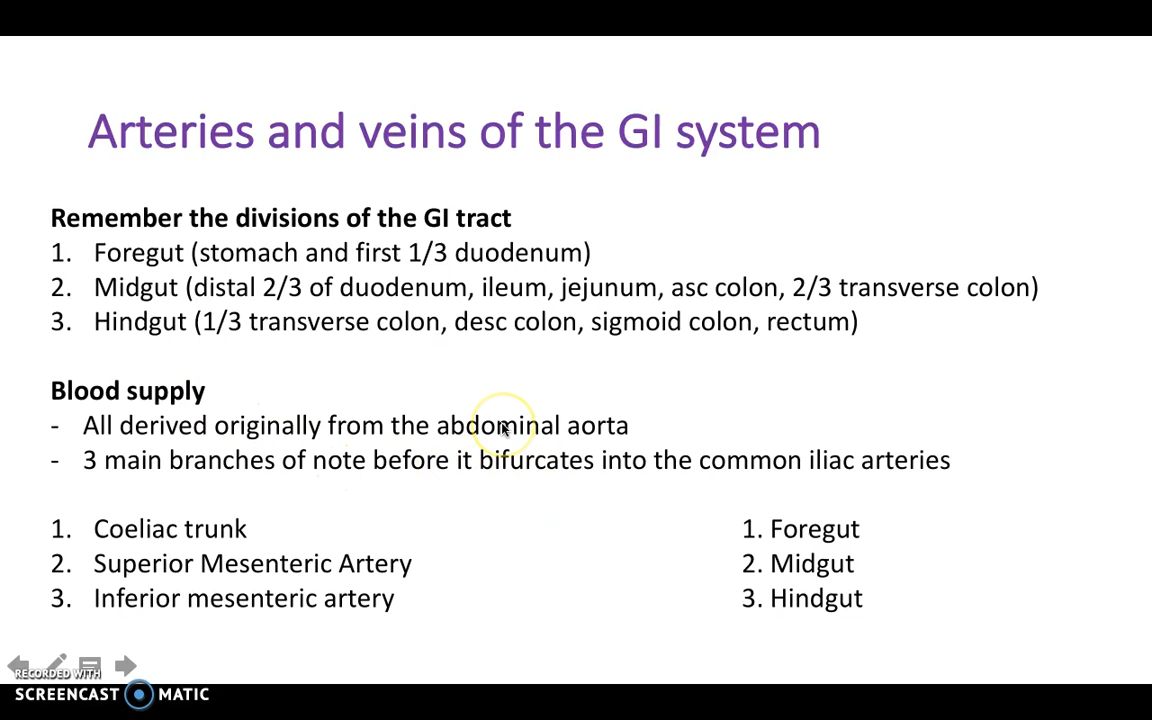 Arteries and veins of the GI system
Remember the divisions of the GI tract
1. Foregut (stomach and first 1/3 duodenum)
2. Midgut (distal 2/3 of duodenum, ileum, jejunum, asc colon, 2/3 transverse colon)
3. Hindgut (1/3 transverse colon, desc colon, sigmoid colon, rectum)
Blood supply
- All derived originally from the abdominal aorta
- 3 main branches of note before it bifurcates into the common iliac arteries
1. Coeliac trunk
2. Superior Mesenteric Artery
3. Inferior mesenteric artery
1. Foregut
2. Midgut
3. Hindgut
RECORDED WITH
SCREENCAST MATIC